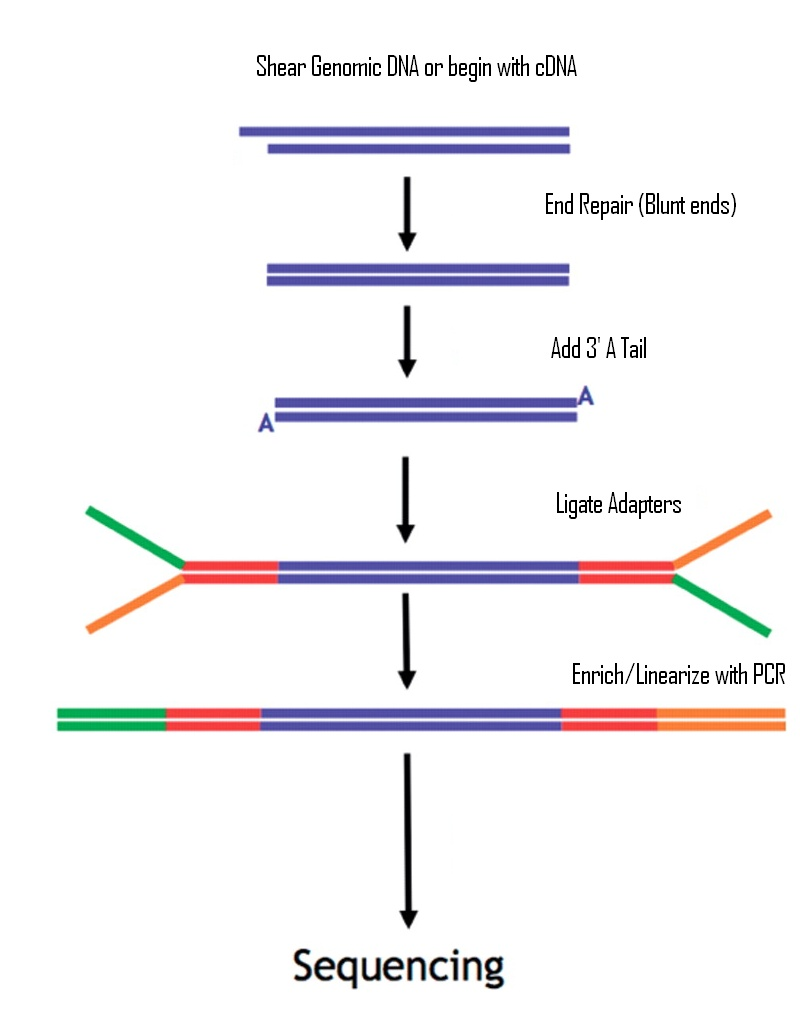 Shear Genomic DNA or begin with cDNA
End Repair (Blunt ends)
Add 3' A Tail
A
A
Ligate Adapters
Enrich/Linearize with PCR
Sequencing